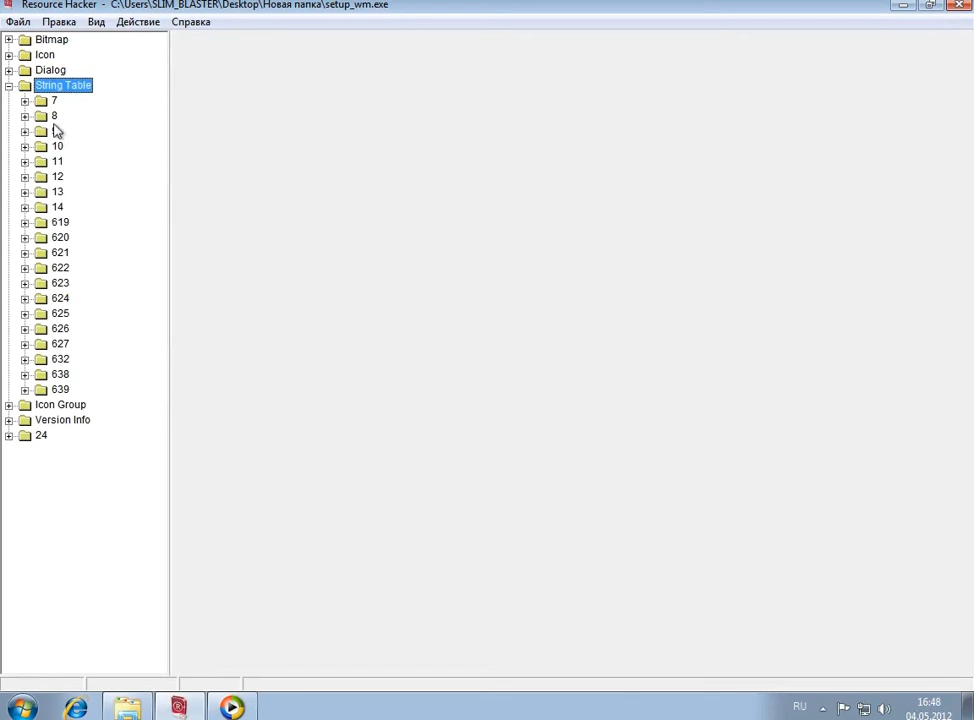 Resource Hacker - C:\Users\SLIM_BLASTER\Desktop\Новая папка\setup_wm.exe
Файл Правка Вид Действие Справка
Bitmap
Icon
Dialog
String Table
7
8
10
11
12
13
14
619
620
621
622
623
624
625
626
627
632
638
639
Icon Group
Version Info
24
RU
16:48
04.05.2012